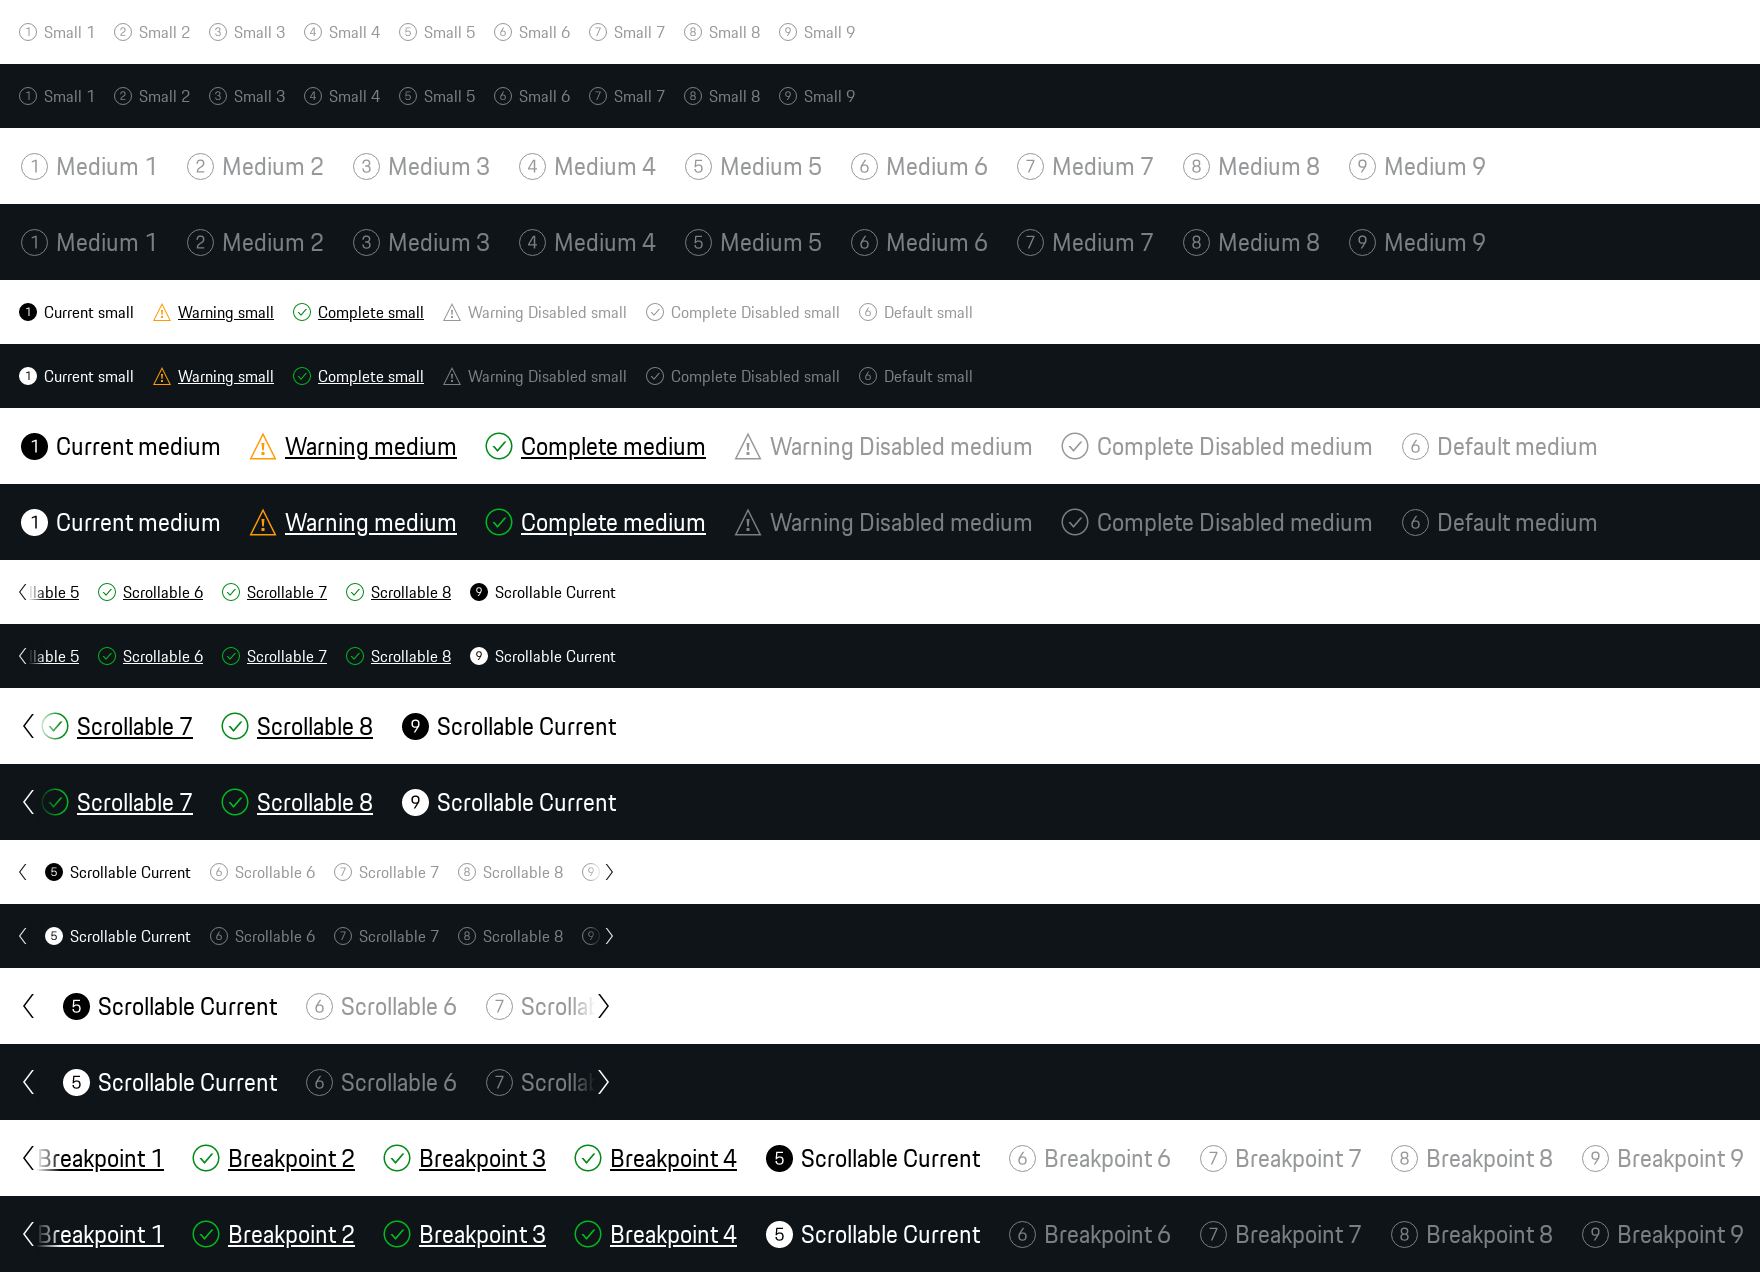 1 Small 1 2 Small 2 3 Small 3 4 Small 4 5 Small 5 6 Small 6 7 Small 7 8 Small 8 9 Small 9
1 Small 1 2 Small 2 3 Small 3 4 Small 4 5 Small 5 6 Small 6 7 Small 7 8 Small 8 9 Small 9
1 Medium 1 2 Medium 2 3 Medium 3 4 Medium 4 5 Medium 5 6 Medium 6 7 Medium 7 8 Medium 8 9 Medium 9
1 Medium 1 2 Medium 2 3 Medium 3 4 Medium 4 5 Medium 5 6 Medium 6 7 Medium 7 8 Medium 8 9 Medium 9
1 Current small Warning small Complete small Warning Disabled small Complete Disabled small 6 Default small
1 Current small Warning small Complete small Warning Disabled small Complete Disabled small 6 Default small
1 Current medium Warning medium Complete medium Warning Disabled medium Complete Disabled medium 6 Default medium
1 Current medium Warning medium Complete medium Warning Disabled medium Complete Disabled medium 6 Default medium
llable 5 Scrollable 6 Scrollable 7 Scrollable 8 9 Scrollable Current
llable 5 Scrollable 6 Scrollable 7 Scrollable 8 9 Scrollable Current
Scrollable 7 Scrollable 8 9 Scrollable Current
Scrollable 7 Scrollable 8 9 Scrollable Current
5 Scrollable Current 6 Scrollable 6 7 Scrollable 7 8 Scrollable 8 9
5 Scrollable Current 6 Scrollable 6 7 Scrollable 7 8 Scrollable 8 9
5 Scrollable Current 6 Scrollable 6 7 Scrollab
5 Scrollable Current 6 Scrollable 6 7 Scrollab
Breakpoint 1 Breakpoint 2 Breakpoint 3 Breakpoint 4 5 Scrollable Current 6 Breakpoint 6 7 Breakpoint 7 8 Breakpoint 8 9 Breakpoint 9
Breakpoint 1 Breakpoint 2 Breakpoint 3 Breakpoint 4 5 Scrollable Current 6 Breakpoint 6 7 Breakpoint 7 8 Breakpoint 8 9 Breakpoint 9